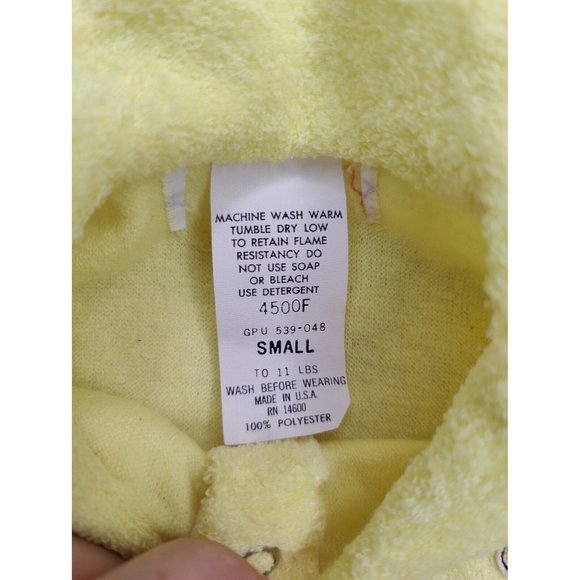 MACHINE WASH WARM
TUMBLE DRY LOW
TO RETAIN FLAME
RESISTANCY DO
NOT USE SOAP
OR BLEACH
USE DETERGENT
4500F
GPU 539-048
SMALL
TO 11 LBS
WASH BEFORE WEARING
MADE IN U.S.A.
RN 14600
100% POLYESTER